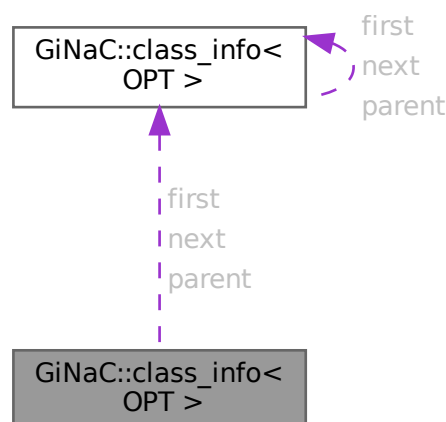 GiNaC::class_info<
OPT >
first
next
parent
first
next
parent
GiNaC::class_info<
OPT >